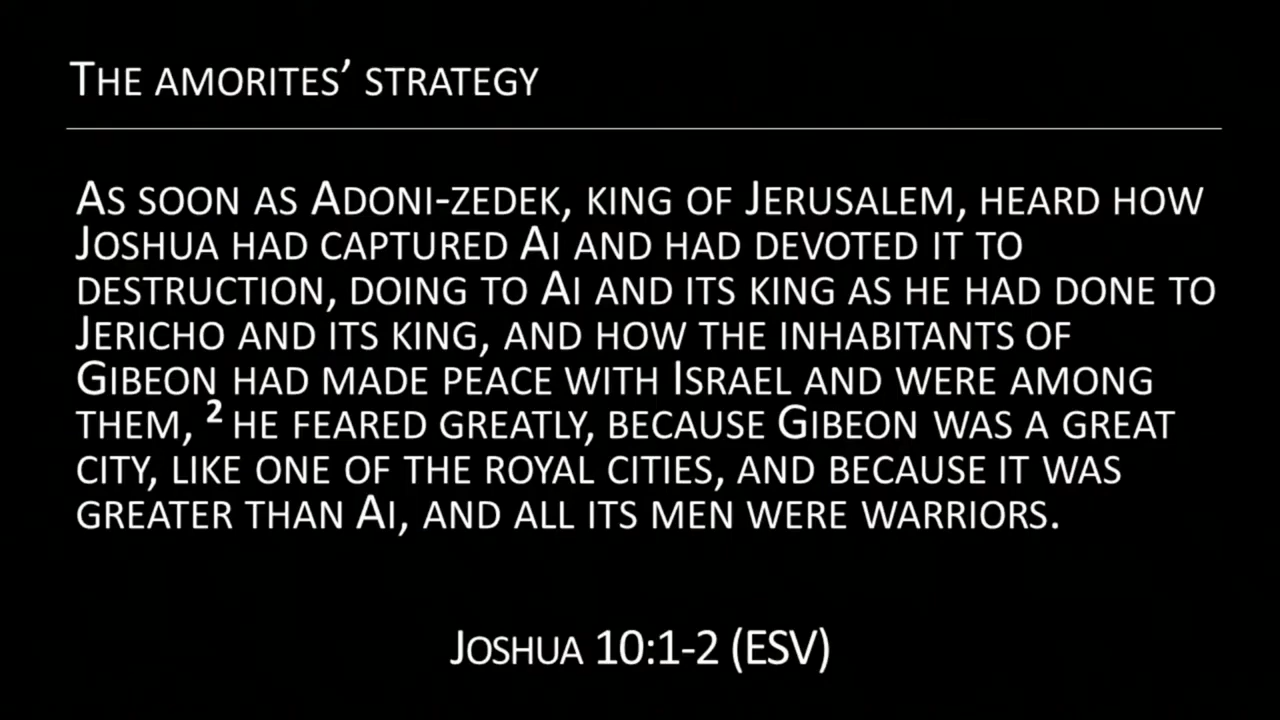 The amorites’ strategy
As soon as Adoni-zedek, king of Jerusalem, heard how
Joshua had captured Ai and had devoted it to
destruction, doing to Ai and its king as he had done to
Jericho and its king, and how the inhabitants of
Gibeon had made peace with Israel and were among
them, ² he feared greatly, because Gibeon was a great
city, like one of the royal cities, and because it was
greater than Ai, and all its men were warriors.
Joshua 10:1-2 (ESV)